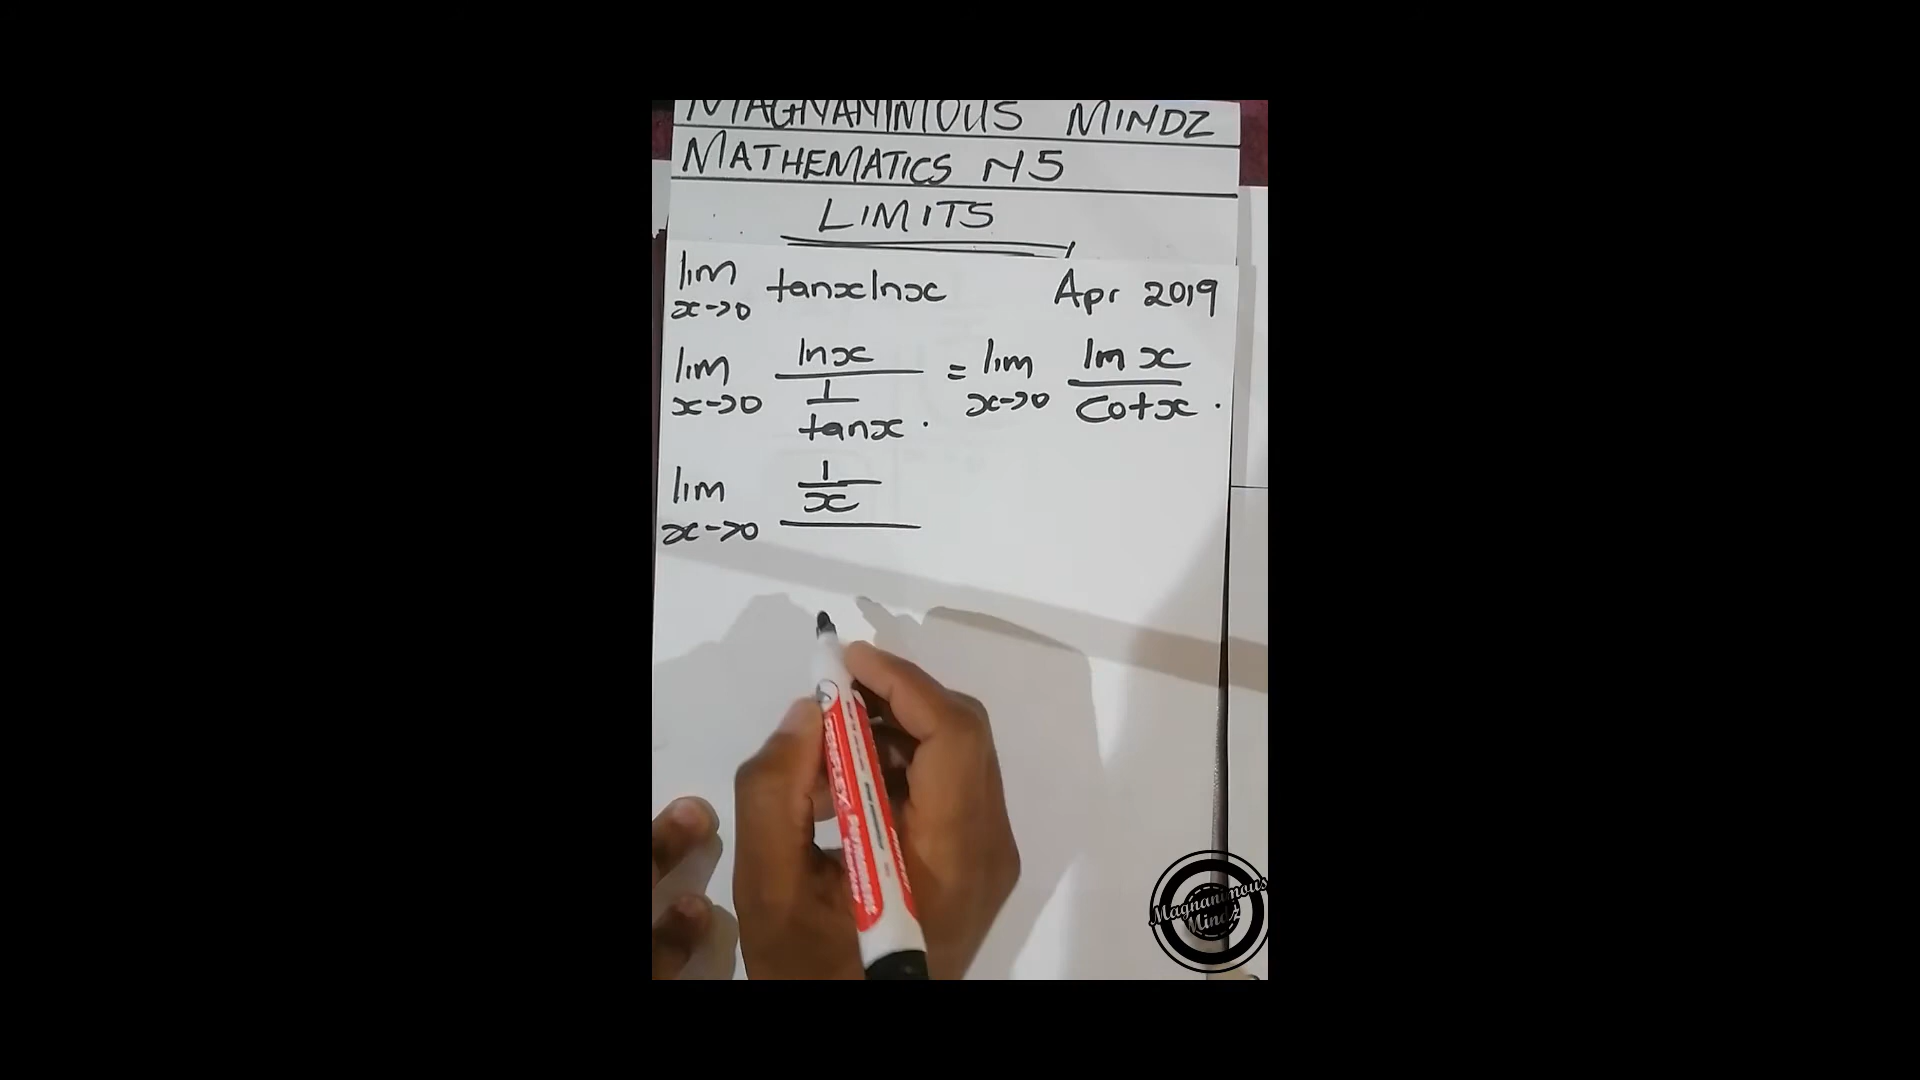 MAGNANIMOUS MINDZ
MATHEMATICS N5
LIMITS
lim x->0 tanxlnx Apr 2019
lim x->0 lnx / 1/tanx . = lim x->0 lm x / cotx .
lim x->0 1/x
Magnanimous
Mindz